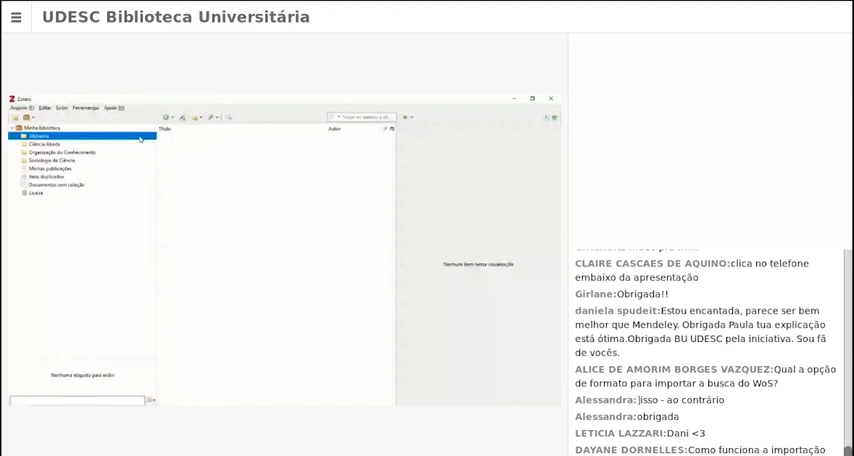 UDESC Biblioteca Universitária
Zotero
Arquivo Editar Exibir Ferramentas Ajuda
Minha Biblioteca
Título
Autor
Memoria
Ciência Aberta
Organização do Conhecimento
Sociologia da Ciência
Minhas publicações
Itens duplicados
Documentos sem coleção
Lixeira
Nenhum item nessa visualização
Nenhuma etiqueta para exibir
CLAIRE CASCAES DE AQUINO:clica no telefone
embaixo da apresentação
Girlane:Obrigada!!
daniela spudeit:Estou encantada, parece ser bem
melhor que Mendeley. Obrigada Paula tua explicação
está ótima.Obrigada BU UDESC pela iniciativa. Sou fã
de vocês.
ALICE DE AMORIM BORGES VAZQUEZ:Qual a opção
de formato para importar a busca do WoS?
Alessandra:]isso - ao contrário
Alessandra:obrigada
LETICIA LAZZARI:Dani <3
DAYANE DORNELLES:Como funciona a importação